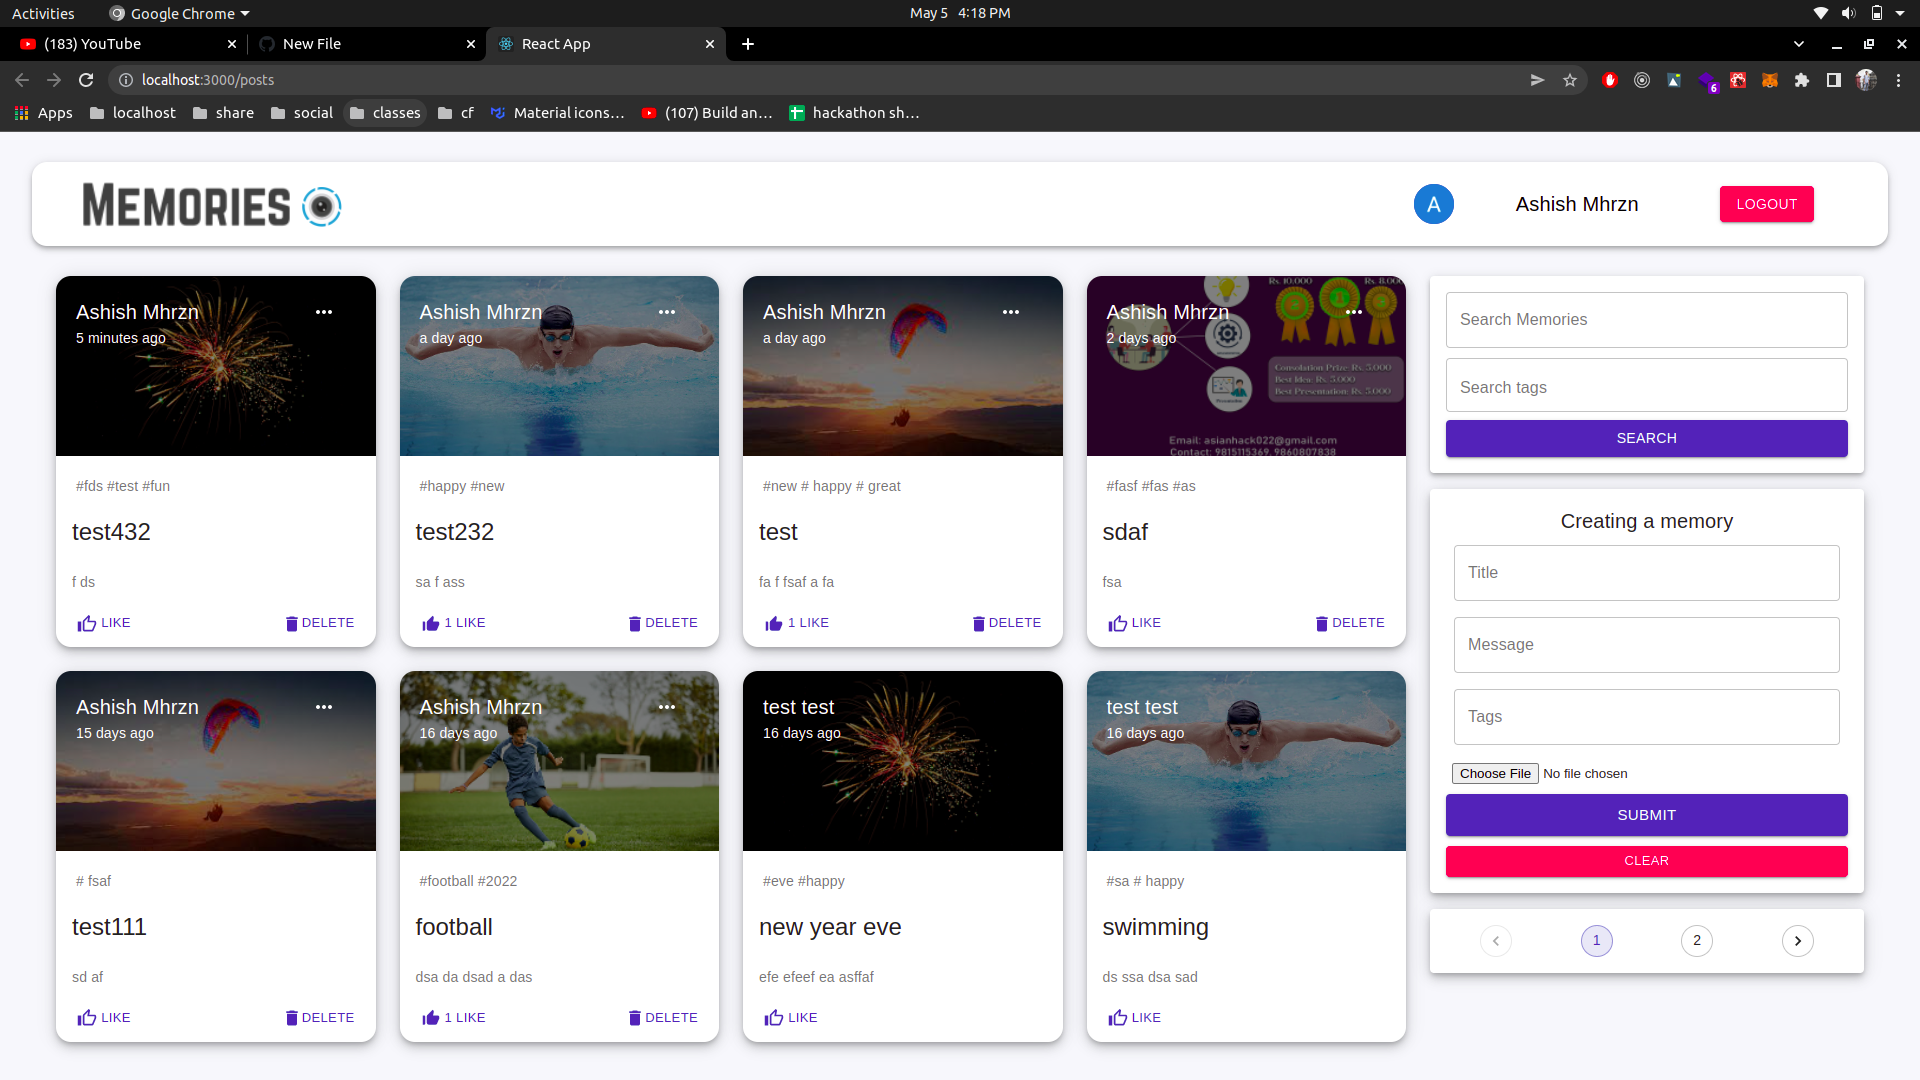 Activities Google Chrome May 5 4:18 PM
(183) YouTube New File React App
localhost:3000/posts 6
Apps localhost share social classes cf Material icons... (107) Build an... hackathon sh...
MEMORIES A Ashish Mhrzn LOGOUT
Ashish Mhrzn
5 minutes ago
#fds #test #fun
test432
f ds
LIKE DELETE
Ashish Mhrzn
a day ago
#happy #new
test232
sa f ass
1 LIKE DELETE
Ashish Mhrzn
a day ago
#new # happy # great
test
fa f fsaf a fa
1 LIKE DELETE
Rs. 10,000 Rs. 8,000
2 1 3
Ashish Mhrzn
2 days ago
Presentation
Consolation Prize: Rs. 5,000
Best Idea: Rs. 5,000
Best Presentation: Rs. 5,000
Email: asianhack022@gmail.com
Contact: 9815115369, 9860807838
#fasf #fas #as
sdaf
fsa
LIKE DELETE
Ashish Mhrzn
15 days ago
# fsaf
test111
sd af
LIKE DELETE
Ashish Mhrzn
16 days ago
#football #2022
football
dsa da dsad a das
1 LIKE DELETE
test test
16 days ago
#eve #happy
new year eve
efe efeef ea asffaf
LIKE
test test
16 days ago
#sa # happy
swimming
ds ssa dsa sad
LIKE
Search Memories
Search tags
SEARCH
Creating a memory
Title
Message
Tags
Choose File No file chosen
SUBMIT
CLEAR
1 2